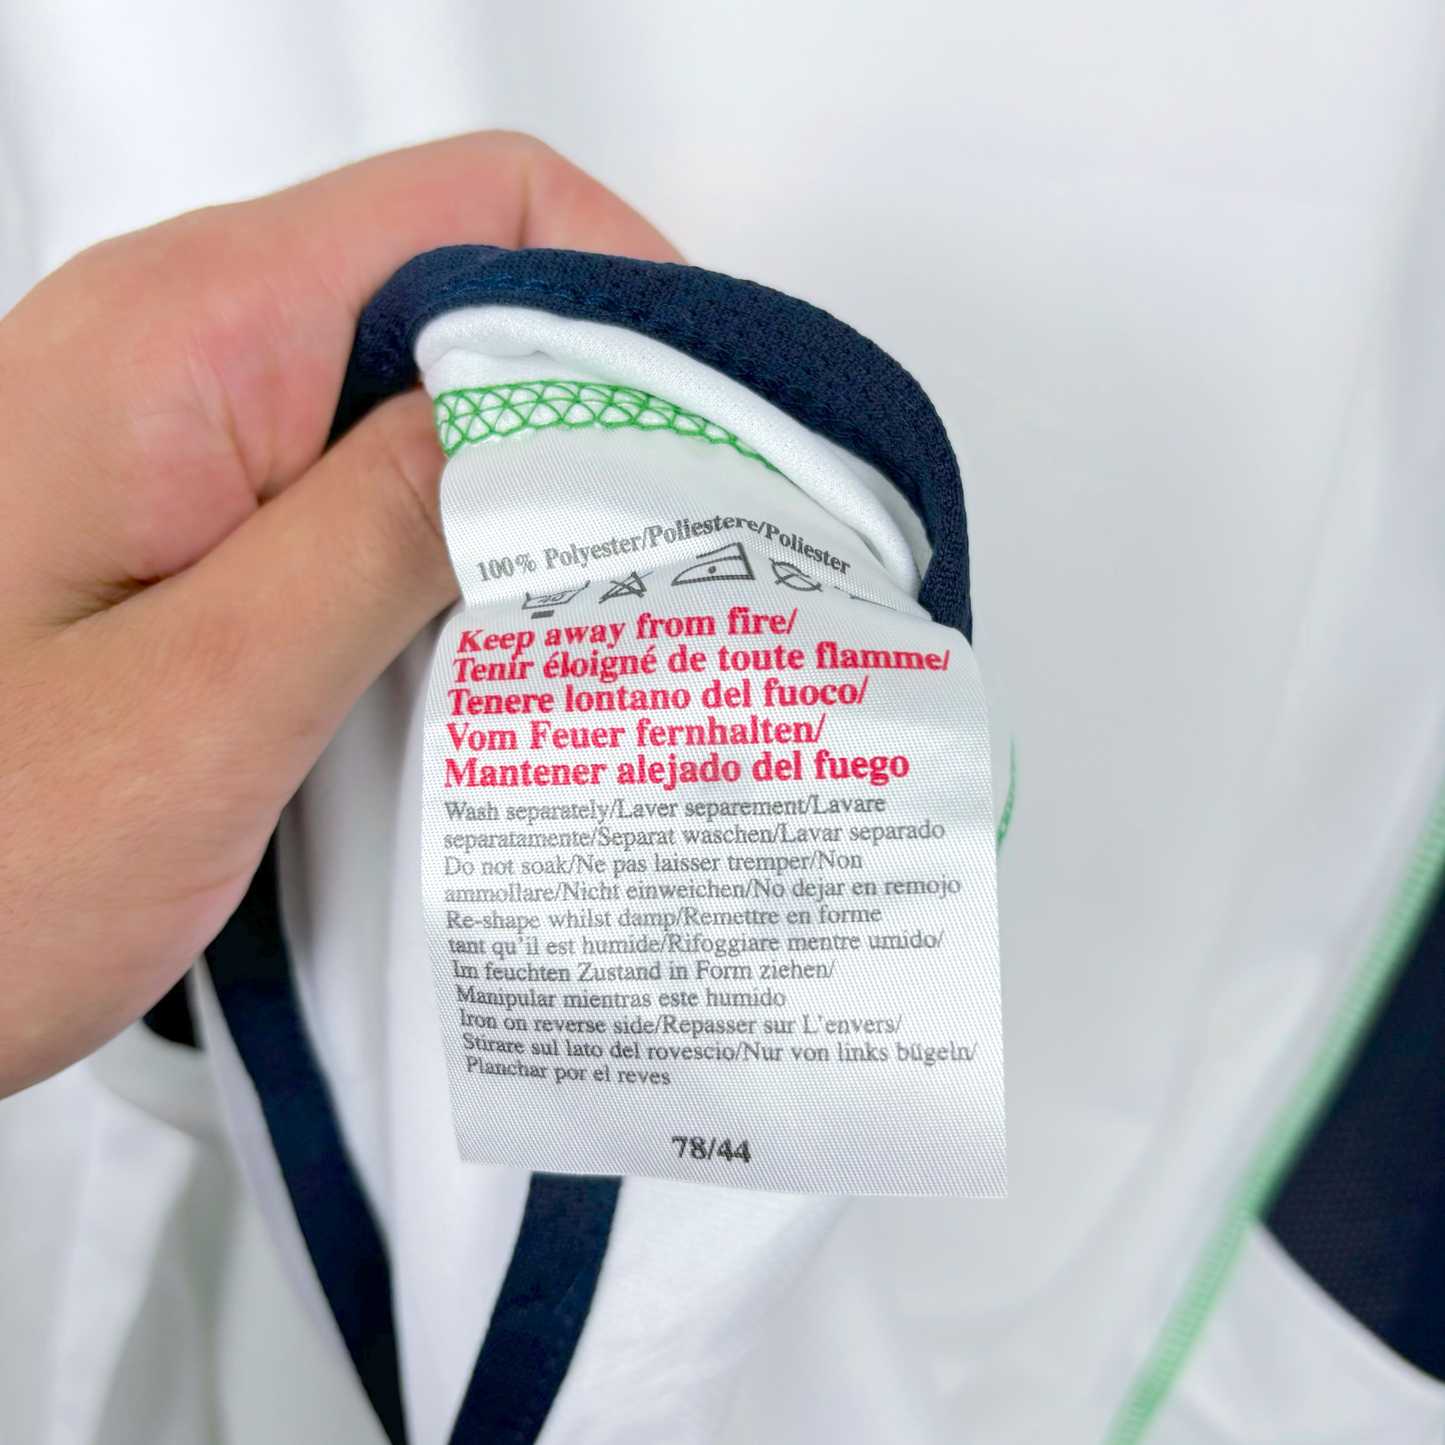 100% Polyester/Poliestere/Poliester
Keep away from fire/
Tenir éloigné de toute flamme/
Tenere lontano del fuoco/
Vom Feuer fernhalten/
Mantener alejado del fuego
Wash separately/Laver separement/Lavare
separatamente/Separat waschen/Lavar separado
Do not soak/Ne pas laisser tremper/Non
ammollare/Nicht einweichen/No dejar en remojo
Re-shape whilst damp/Remettre en forme
tant qu'il est humide/Rifoggiare mentre umido/
Im feuchten Zustand in Form ziehen/
Manipular mientras este humido
Iron on reverse side/Repasser sur L'envers/
Stirare sul lato del rovescio/Nur von links bügeln/
Planchar por el reves
78/44